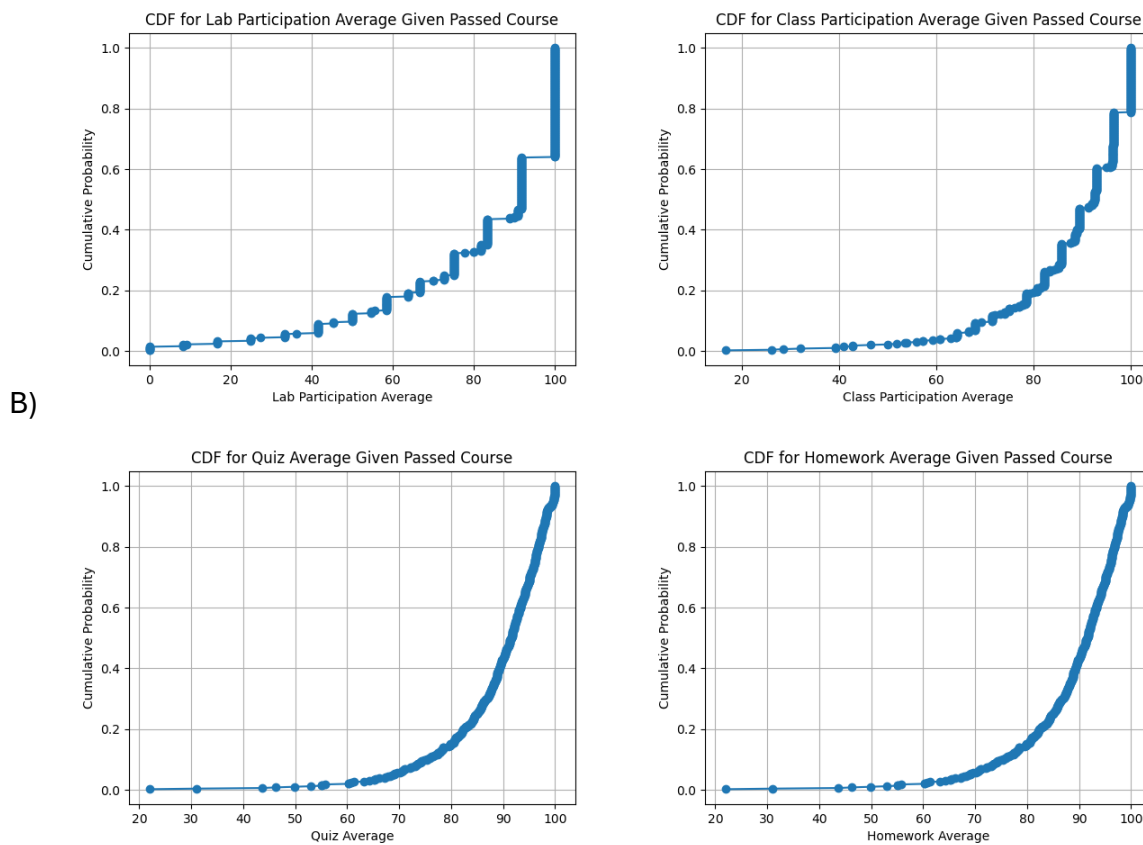 CDF for Lab Participation Average Given Passed Course
1.0
0.8
0.6
0.4
0.2
0.0
Cumulative Probability
0 20 40 60 80 100
Lab Participation Average
CDF for Class Participation Average Given Passed Course
1.0
0.8
0.6
0.4
0.2
0.0
Cumulative Probability
20 40 60 80 100
Class Participation Average
B)
CDF for Quiz Average Given Passed Course
1.0
0.8
0.6
0.4
0.2
0.0
Cumulative Probability
20 30 40 50 60 70 80 90 100
Quiz Average
CDF for Homework Average Given Passed Course
1.0
0.8
0.6
0.4
0.2
0.0
Cumulative Probability
20 30 40 50 60 70 80 90 100
Homework Average